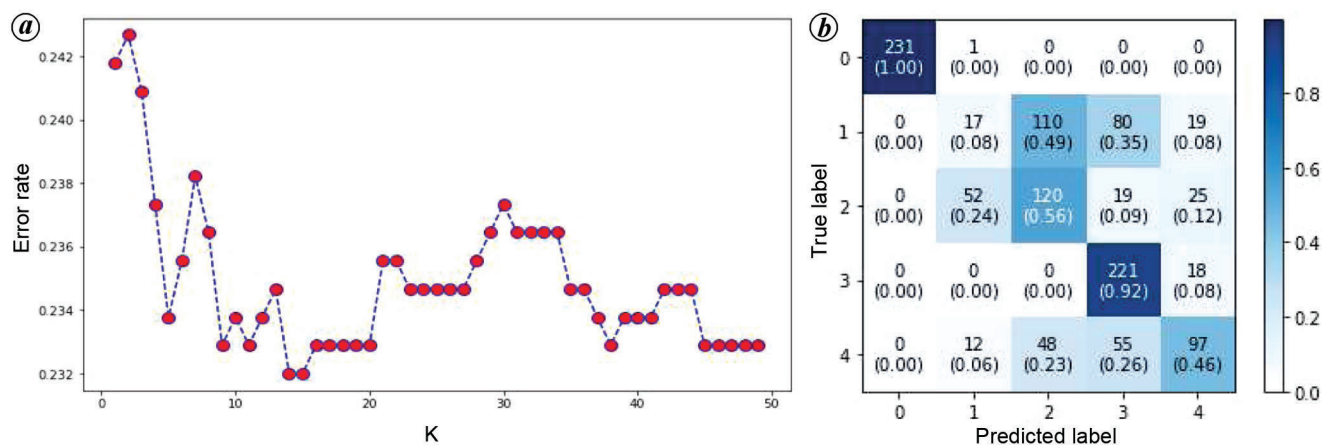 a
0.242
0.240
0.238
0.236
0.234
0.232
Error rate
0 10 20 30 40 50
K
b
0 1 2 3 4
True label
231 1 0 0 0
(1.00) (0.00) (0.00) (0.00) (0.00)
0 17 110 80 19
(0.00) (0.08) (0.49) (0.35) (0.08)
0 52 120 19 25
(0.00) (0.24) (0.56) (0.09) (0.12)
0 0 0 221 18
(0.00) (0.00) (0.00) (0.92) (0.08)
0 12 48 55 97
(0.00) (0.06) (0.23) (0.26) (0.46)
0 1 2 3 4
Predicted label
0.8
0.6
0.4
0.2
0.0